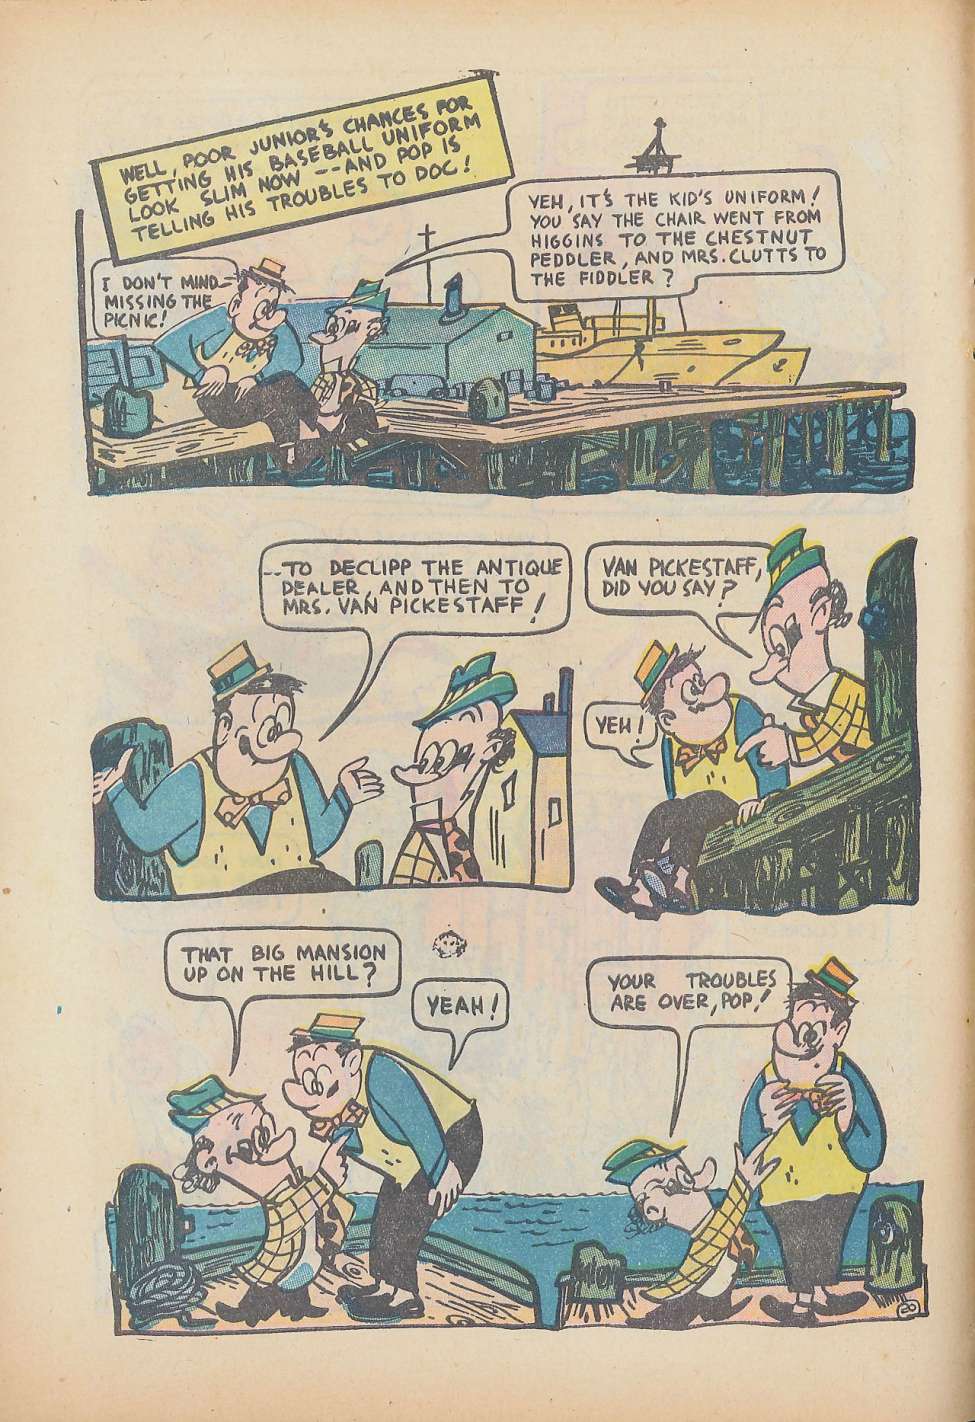 WELL, POOR JUNIOR'S CHANCES FOR
GETTING HIS BASEBALL UNIFORM
LOOK SLIM NOW -- AND POP IS
TELLING HIS TROUBLES TO DOC!
I DON'T MIND
MISSING THE
PICNIC!
YEH, IT'S THE KID'S UNIFORM!
YOU SAY THE CHAIR WENT FROM
HIGGINS TO THE CHESTNUT
PEDDLER, AND MRS. CLUTTS TO
THE FIDDLER?
--TO DECLIPP THE ANTIQUE
DEALER, AND THEN TO
MRS. VAN PICKESTAFF!
VAN PICKESTAFF,
DID YOU SAY?
YEH!
THAT BIG MANSION
UP ON THE HILL?
YEAH!
YOUR TROUBLES
ARE OVER, POP!
20